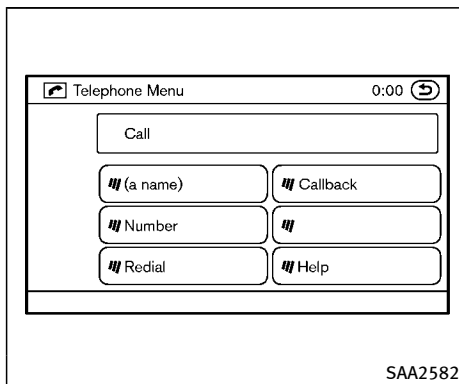 Telephone Menu 0:00
Call
(a name) Callback
Number
Redial Help
SAA2582